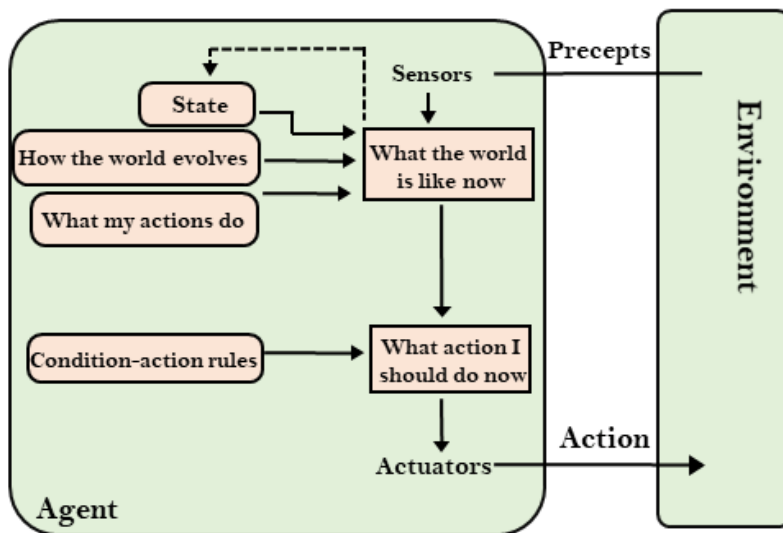 Precepts
Sensors
State
How the world evolves
What the world
is like now
What my actions do
Environment
Condition-action rules
What action I
should do now
Action
Actuators
Agent